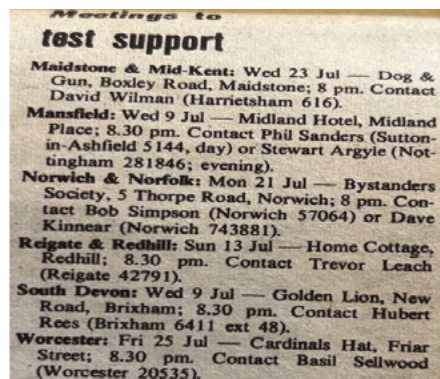 Meetings to
test support
Maidstone & Mid-Kent: Wed 23 Jul — Dog &
Gun, Boxley Road, Maidstone; 8 pm. Contact
David Wilman (Harrietsham 616).
Mansfield: Wed 9 Jul — Midland Hotel, Midland
Place; 8.30 pm. Contact Phil Sanders (Sutton-
in-Ashfield 5144, day) or Stewart Argyle (Not-
tingham 281846; evening).
Norwich & Norfolk: Mon 21 Jul — Bystanders
Society, 5 Thorpe Road, Norwich; 8 pm. Con-
tact Bob Simpson (Norwich 57064) or Dave
Kinnear (Norwich 743881).
Reigate & Redhill: Sun 13 Jul — Home Cottage,
Redhill; 8.30 pm. Contact Trevor Leach
(Reigate 42791).
South Devon: Wed 9 Jul — Golden Lion, New
Road, Brixham; 8.30 pm. Contact Hubert
Rees (Brixham 6411 ext 48).
Worcester: Fri 25 Jul — Cardinals Hat, Friar
Street; 8.30 pm. Contact Basil Sellwood
(Worcester 20535).